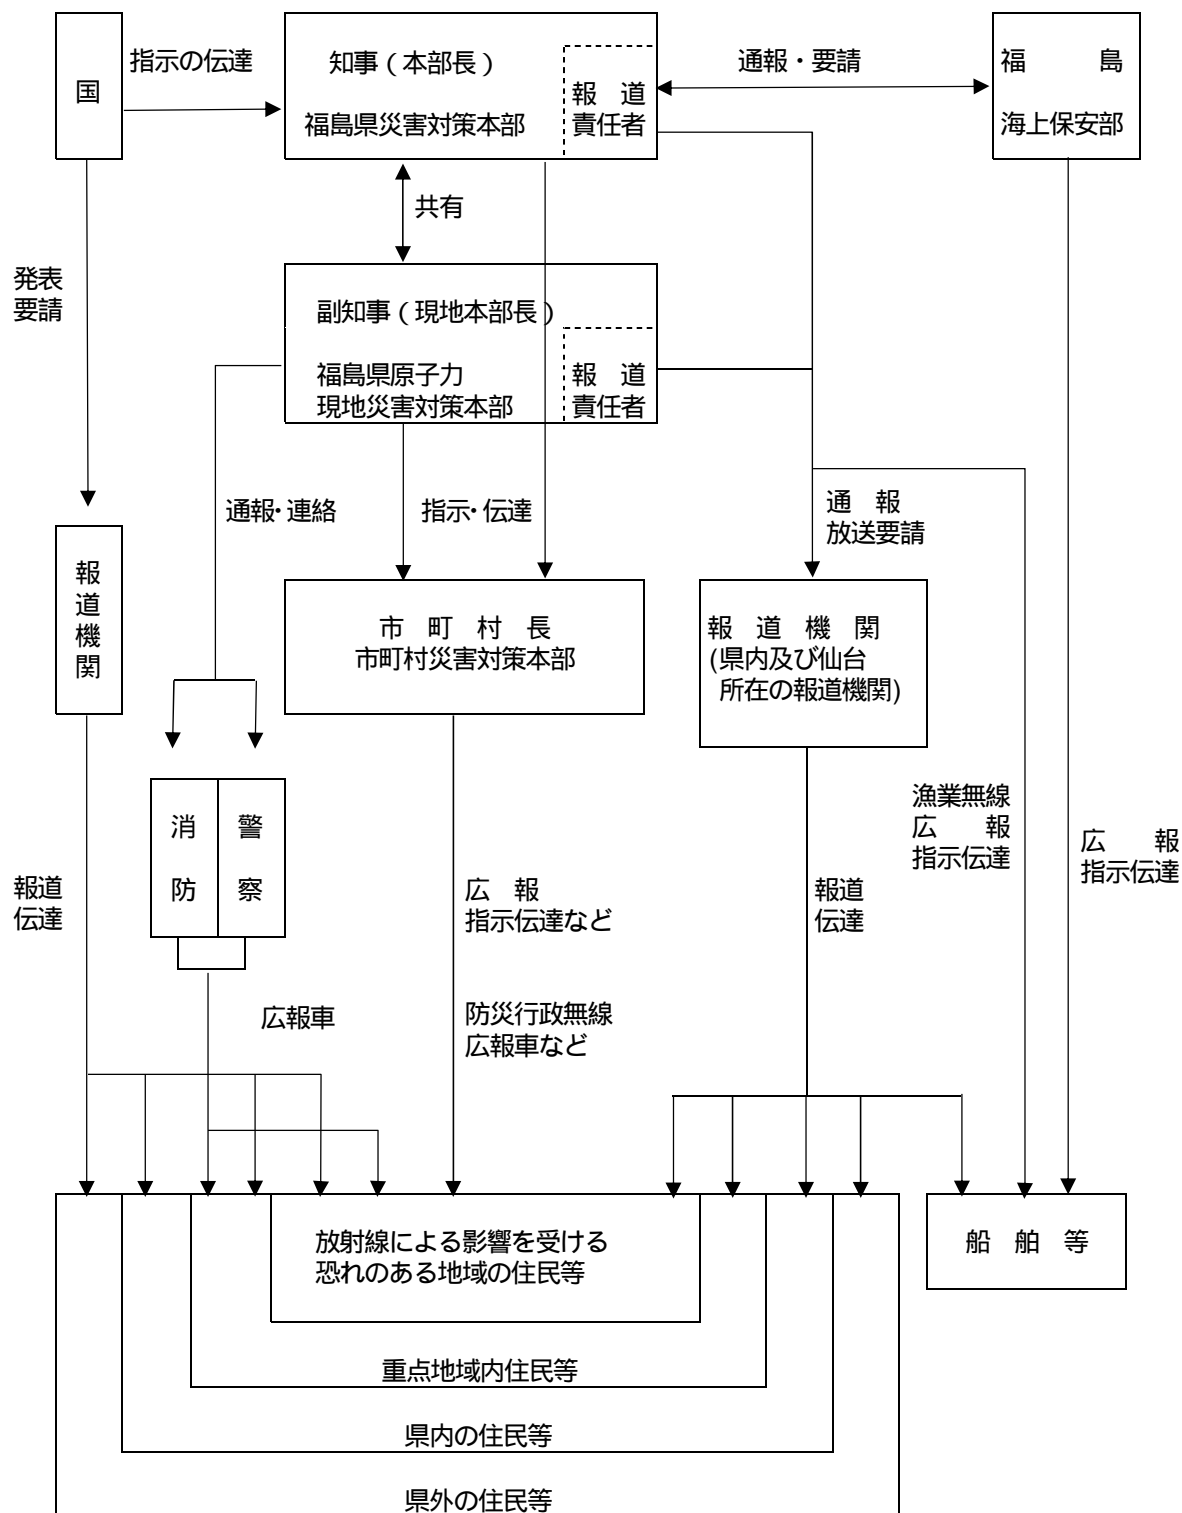 国
指示の伝達
知事（本部長）
福島県災害対策本部
報　道
責任者
通報・要請
福　　島
海上保安部
共有
発表
要請
副知事（現地本部長）
福島県原子力
現地災害対策本部
報　道
責任者
通報・連絡
指示・伝達
通　報
放送要請
報道機関
市　町　村　長
市町村災害対策本部
報　道　機　関
(県内及び仙台
所在の報道機関)
消防
警察
漁業無線
広　　報
指示伝達
広　　報
指示伝達
報道
伝達
広　報
指示伝達など
報道
伝達
広報車
防災行政無線
広報車など
放射線による影響を受ける
恐れのある地域の住民等
船　舶　等
重点地域内住民等
県内の住民等
県外の住民等